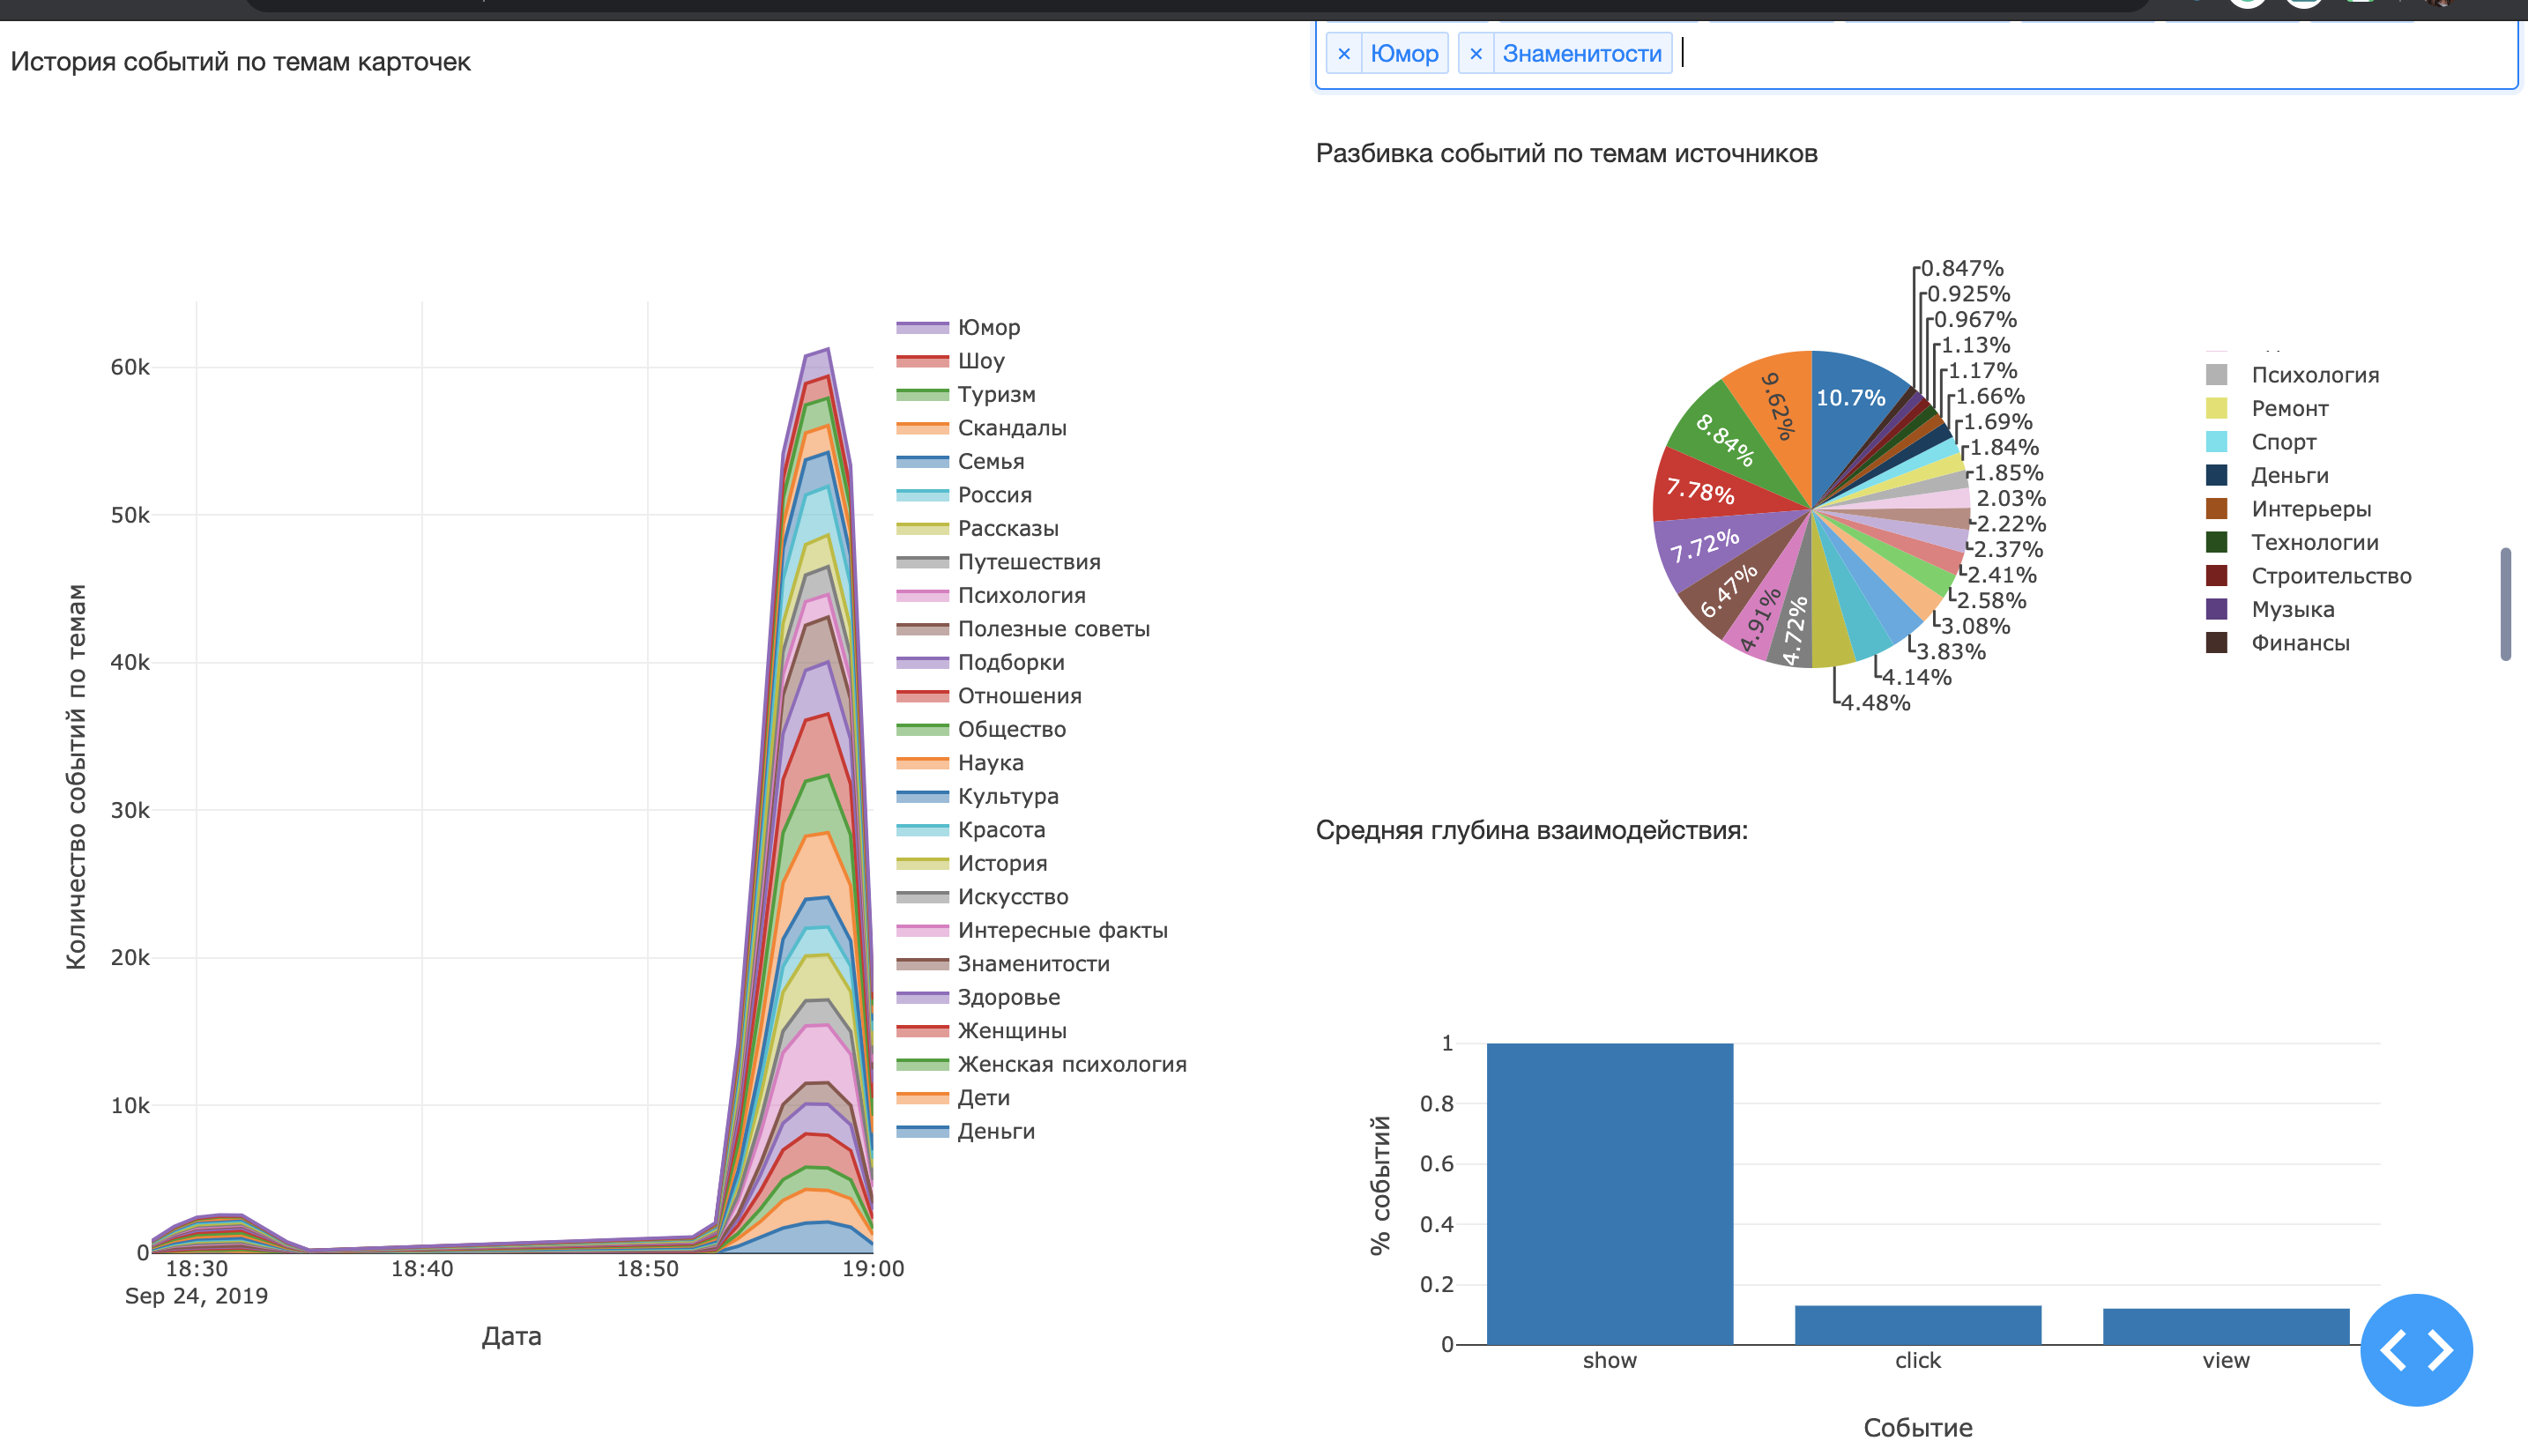 История событий по темам карточек
60k
50k
40k
30k
20k
10k
0
Количество событий по темам
18:30
18:40
18:50
19:00
Sep 24, 2019
Дата
Юмор
Шоу
Туризм
Скандалы
Семья
Россия
Рассказы
Путешествия
Психология
Полезные советы
Подборки
Отношения
Общество
Наука
Культура
Красота
История
Искусство
Интересные факты
Знаменитости
Здоровье
Женщины
Женская психология
Дети
Деньги
× Юмор × Знаменитости
Разбивка событий по темам источников
0.847%
0.925%
0.967%
1.13%
1.17%
1.66%
1.69%
1.84%
1.85%
2.03%
2.22%
2.37%
2.41%
2.58%
3.08%
3.83%
4.14%
4.48%
4.72%
4.91%
6.47%
7.72%
7.78%
8.84%
9.62%
10.7%
Психология
Ремонт
Спорт
Деньги
Интерьеры
Технологии
Строительство
Музыка
Финансы
Средняя глубина взаимодействия:
1
0.8
0.6
0.4
0.2
0
% событий
show
click
view
Событие